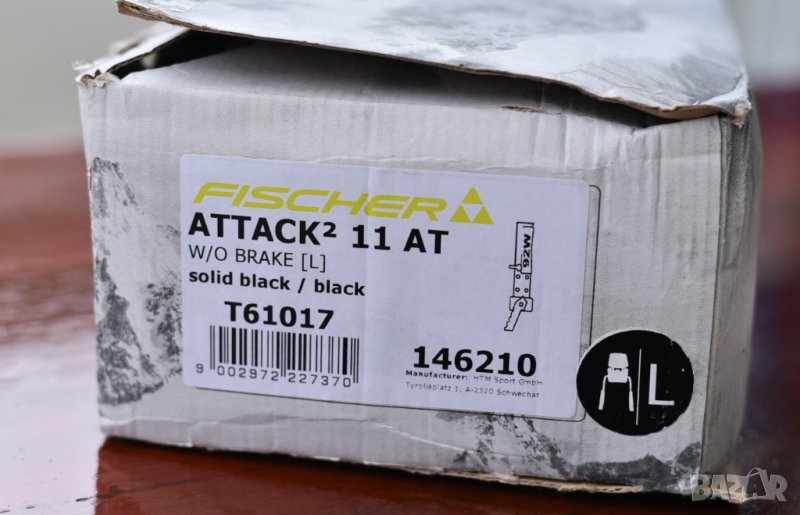 FISCHER
ATTACK² 11 AT
W/O BRAKE [L]
solid black / black
T61017
9 002972 227370
M26
146210
Manufacturer: HTM Sport GmbH
Tyroliaplatz 1, A-2320 Schwechat
L
BAZAR